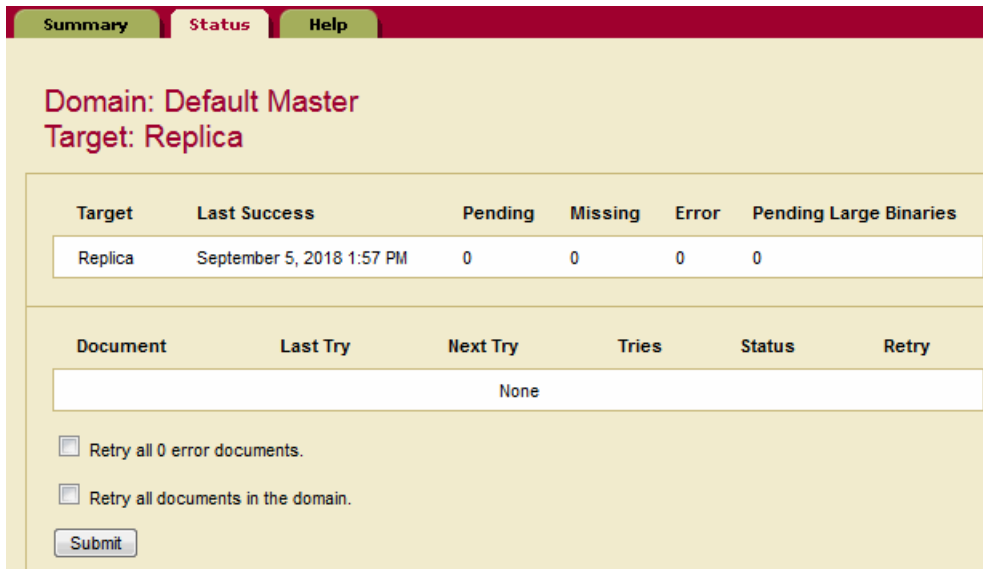 Summary Status Help
Domain: Default Master
Target: Replica
Target Last Success Pending Missing Error Pending Large Binaries
Replica September 5, 2018 1:57 PM 0 0 0 0
Document Last Try Next Try Tries Status Retry
None
Retry all 0 error documents.
Retry all documents in the domain.
Submit